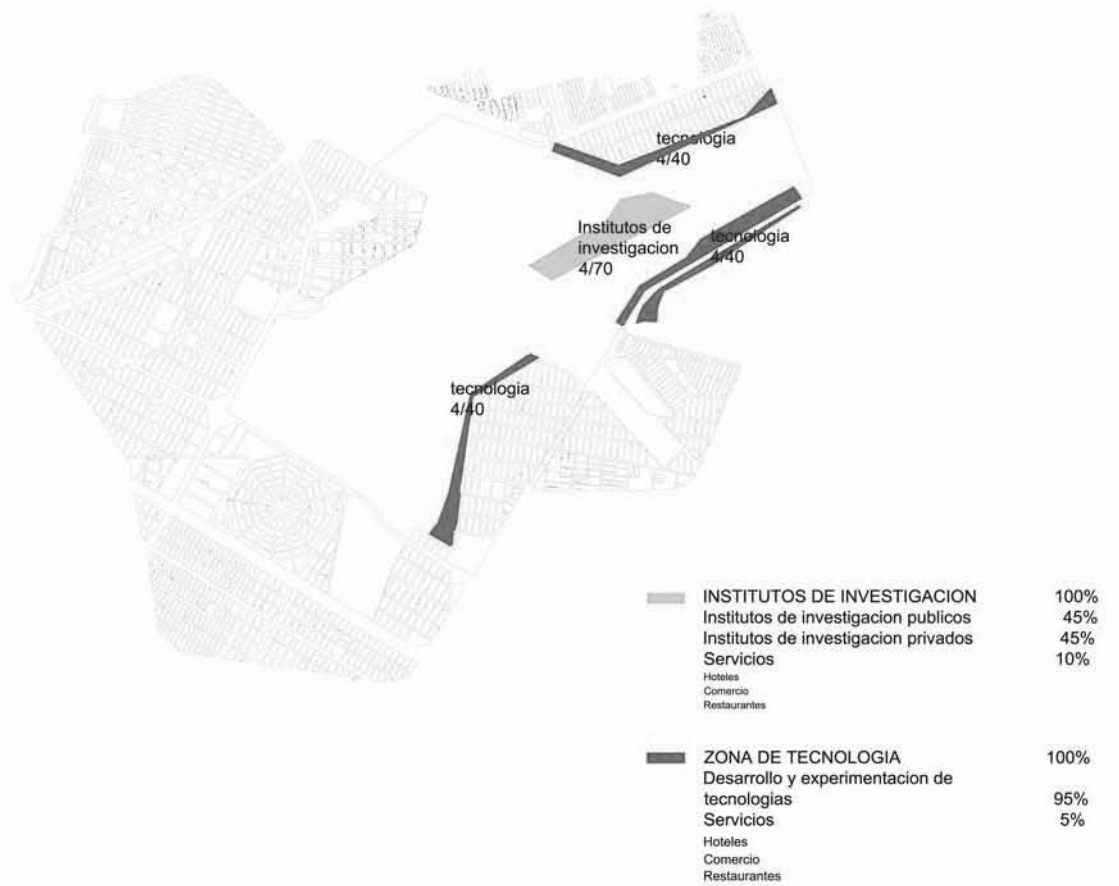 tecnologia
4/40
Institutos de
investigacion
4/70
tecnologia
4/40
tecnologia
4/40
INSTITUTOS DE INVESTIGACION 100%
Institutos de investigacion publicos 45%
Institutos de investigacion privados 45%
Servicios 10%
Hoteles
Comercio
Restaurantes
ZONA DE TECNOLOGIA 100%
Desarrollo y experimentacion de
tecnologias 95%
Servicios 5%
Hoteles
Comercio
Restaurantes